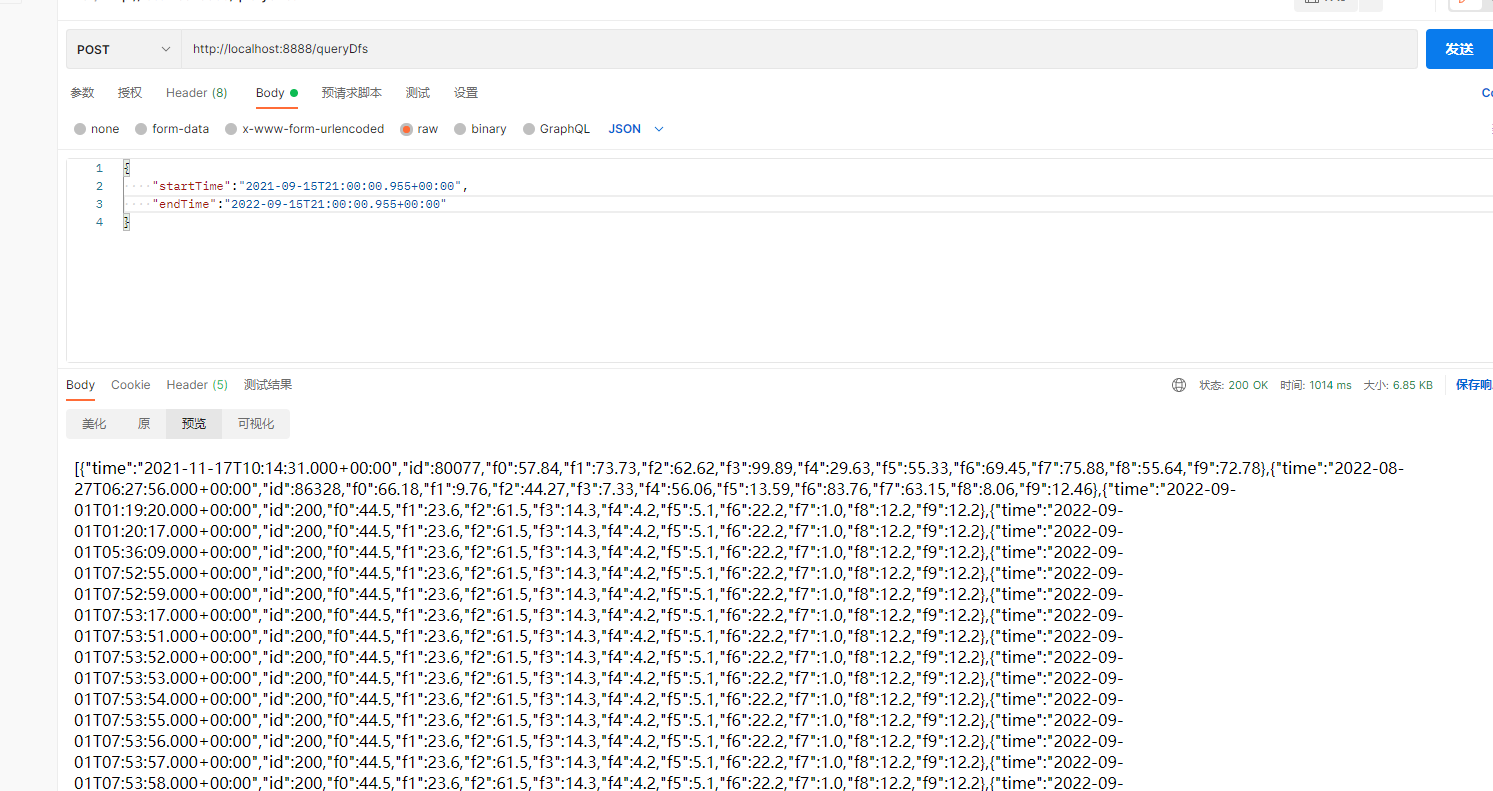 POST
http://localhost:8888/queryDfs
发送
参数 授权 Header (8) Body 预请求脚本 测试 设置
none form-data x-www-form-urlencoded raw binary GraphQL JSON
1 {
2 ····"startTime":"2021-09-15T21:00:00.955+00:00",
3 ····"endTime":"2022-09-15T21:00:00.955+00:00"
4 }
Body Cookie Header (5) 测试结果 状态: 200 OK 时间: 1014 ms 大小: 6.85 KB 保存响
美化 原 预览 可视化
[{"time":"2021-11-17T10:14:31.000+00:00","id":80077,"f0":57.84,"f1":73.73,"f2":62.62,"f3":99.89,"f4":29.63,"f5":55.33,"f6":69.45,"f7":75.88,"f8":55.64,"f9":72.78},{"time":"2022-08-
27T06:27:56.000+00:00","id":86328,"f0":66.18,"f1":9.76,"f2":44.27,"f3":7.33,"f4":56.06,"f5":13.59,"f6":83.76,"f7":63.15,"f8":8.06,"f9":12.46},{"time":"2022-09-
01T01:19:20.000+00:00","id":200,"f0":44.5,"f1":23.6,"f2":61.5,"f3":14.3,"f4":4.2,"f5":5.1,"f6":22.2,"f7":1.0,"f8":12.2,"f9":12.2},{"time":"2022-09-
01T01:20:17.000+00:00","id":200,"f0":44.5,"f1":23.6,"f2":61.5,"f3":14.3,"f4":4.2,"f5":5.1,"f6":22.2,"f7":1.0,"f8":12.2,"f9":12.2},{"time":"2022-09-
01T05:36:09.000+00:00","id":200,"f0":44.5,"f1":23.6,"f2":61.5,"f3":14.3,"f4":4.2,"f5":5.1,"f6":22.2,"f7":1.0,"f8":12.2,"f9":12.2},{"time":"2022-09-
01T07:52:55.000+00:00","id":200,"f0":44.5,"f1":23.6,"f2":61.5,"f3":14.3,"f4":4.2,"f5":5.1,"f6":22.2,"f7":1.0,"f8":12.2,"f9":12.2},{"time":"2022-09-
01T07:52:59.000+00:00","id":200,"f0":44.5,"f1":23.6,"f2":61.5,"f3":14.3,"f4":4.2,"f5":5.1,"f6":22.2,"f7":1.0,"f8":12.2,"f9":12.2},{"time":"2022-09-
01T07:53:17.000+00:00","id":200,"f0":44.5,"f1":23.6,"f2":61.5,"f3":14.3,"f4":4.2,"f5":5.1,"f6":22.2,"f7":1.0,"f8":12.2,"f9":12.2},{"time":"2022-09-
01T07:53:51.000+00:00","id":200,"f0":44.5,"f1":23.6,"f2":61.5,"f3":14.3,"f4":4.2,"f5":5.1,"f6":22.2,"f7":1.0,"f8":12.2,"f9":12.2},{"time":"2022-09-
01T07:53:52.000+00:00","id":200,"f0":44.5,"f1":23.6,"f2":61.5,"f3":14.3,"f4":4.2,"f5":5.1,"f6":22.2,"f7":1.0,"f8":12.2,"f9":12.2},{"time":"2022-09-
01T07:53:53.000+00:00","id":200,"f0":44.5,"f1":23.6,"f2":61.5,"f3":14.3,"f4":4.2,"f5":5.1,"f6":22.2,"f7":1.0,"f8":12.2,"f9":12.2},{"time":"2022-09-
01T07:53:54.000+00:00","id":200,"f0":44.5,"f1":23.6,"f2":61.5,"f3":14.3,"f4":4.2,"f5":5.1,"f6":22.2,"f7":1.0,"f8":12.2,"f9":12.2},{"time":"2022-09-
01T07:53:55.000+00:00","id":200,"f0":44.5,"f1":23.6,"f2":61.5,"f3":14.3,"f4":4.2,"f5":5.1,"f6":22.2,"f7":1.0,"f8":12.2,"f9":12.2},{"time":"2022-09-
01T07:53:56.000+00:00","id":200,"f0":44.5,"f1":23.6,"f2":61.5,"f3":14.3,"f4":4.2,"f5":5.1,"f6":22.2,"f7":1.0,"f8":12.2,"f9":12.2},{"time":"2022-09-
01T07:53:57.000+00:00","id":200,"f0":44.5,"f1":23.6,"f2":61.5,"f3":14.3,"f4":4.2,"f5":5.1,"f6":22.2,"f7":1.0,"f8":12.2,"f9":12.2},{"time":"2022-09-
01T07:53:58.000+00:00","id":200,"f0":44.5,"f1":23.6,"f2":61.5,"f3":14.3,"f4":4.2,"f5":5.1,"f6":22.2,"f7":1.0,"f8":12.2,"f9":12.2},{"time":"2022-09-